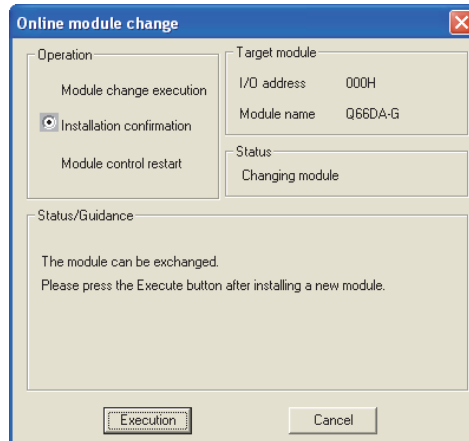 Online module change
Operation
Module change execution
Installation confirmation
Module control restart
Target module
I/O address 000H
Module name Q66DA-G
Status
Changing module
Status/Guidance
The module can be exchanged.
Please press the Execute button after installing a new module.
Execution Cancel